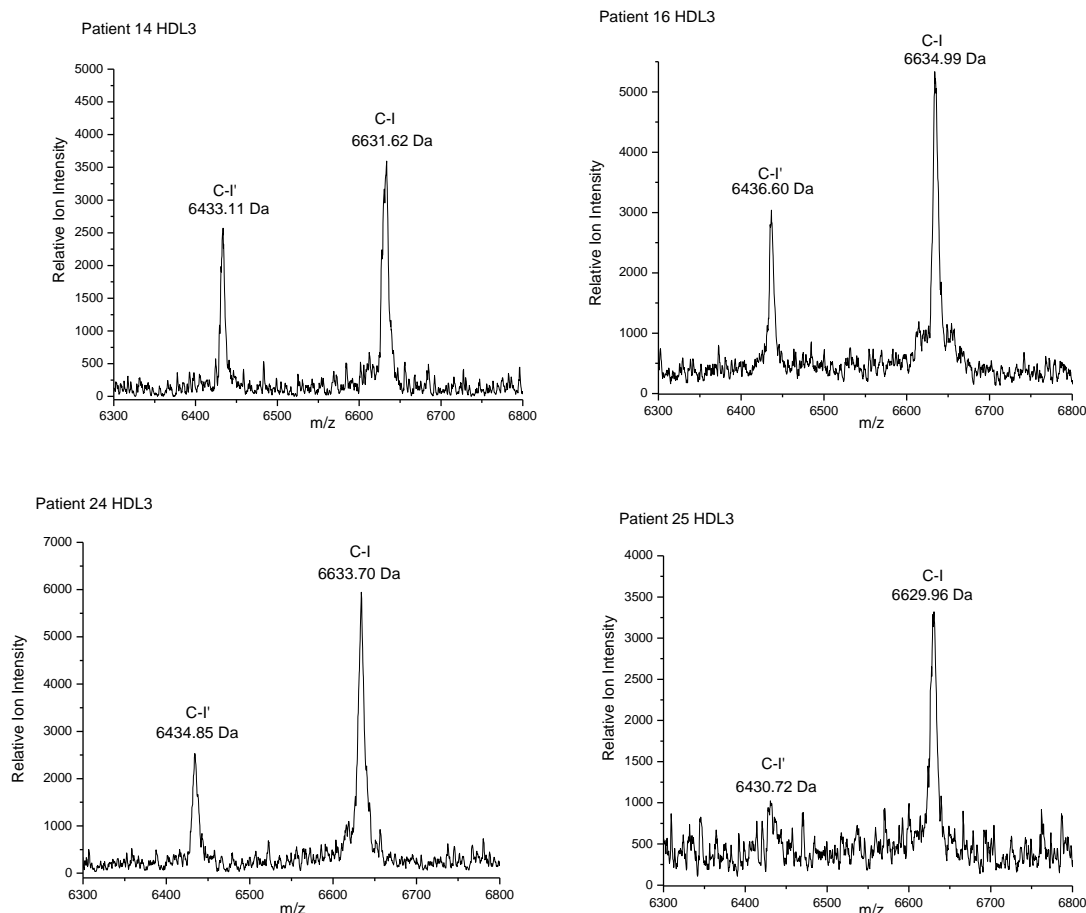 Patient 14 HDL3
5000
4500
4000
3500
3000
2500
2000
1500
1000
500
0
Relative Ion Intensity
C-I'
6433.11 Da
C-I
6631.62 Da
6300 6400 6500 6600 6700 6800
m/z
Patient 16 HDL3
5000
4000
3000
2000
1000
0
Relative Ion Intensity
C-I'
6436.60 Da
C-I
6634.99 Da
6300 6400 6500 6600 6700 6800
m/z
Patient 24 HDL3
7000
6000
5000
4000
3000
2000
1000
0
Relative Ion Intensity
C-I'
6434.85 Da
C-I
6633.70 Da
6300 6400 6500 6600 6700 6800
m/z
Patient 25 HDL3
4000
3500
3000
2500
2000
1500
1000
500
0
Relative Ion Intensity
C-I'
6430.72 Da
C-I
6629.96 Da
6300 6400 6500 6600 6700 6800
m/z